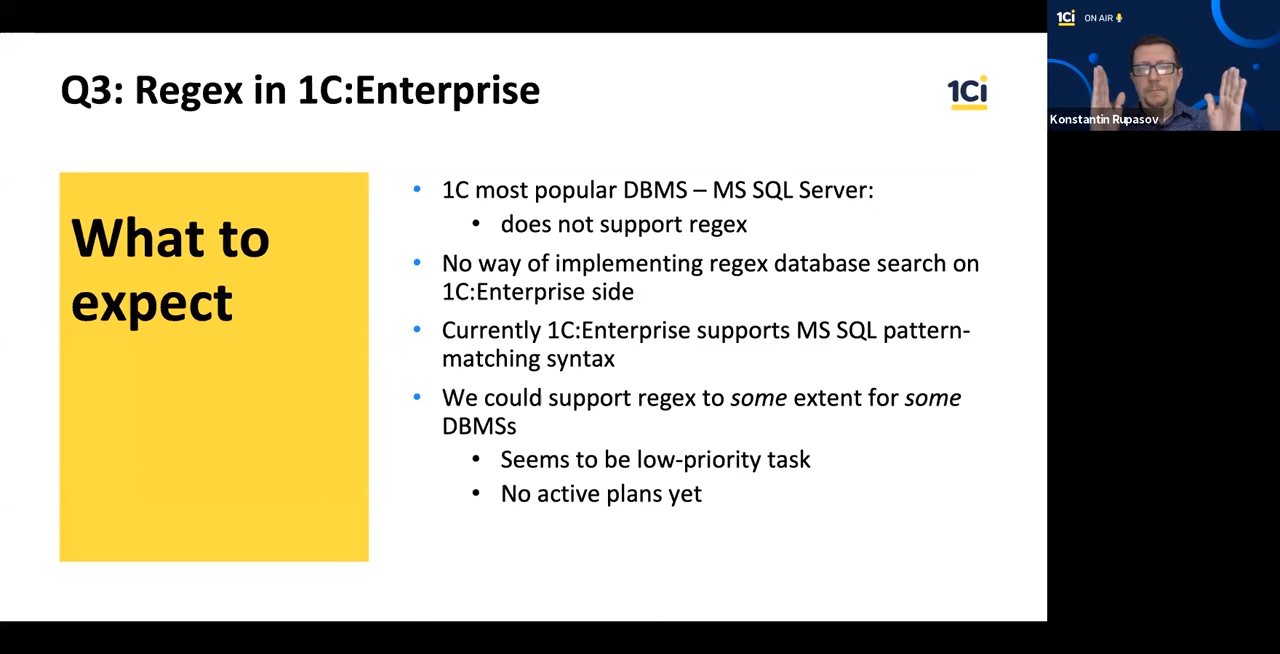 Q3: Regex in 1C:Enterprise
1Ci
What to
expect
• 1C most popular DBMS – MS SQL Server:
• does not support regex
• No way of implementing regex database search on
1C:Enterprise side
• Currently 1C:Enterprise supports MS SQL pattern-
matching syntax
• We could support regex to some extent for some
DBMSs
• Seems to be low-priority task
• No active plans yet
1Ci ON AIR
Konstantin Rupasov